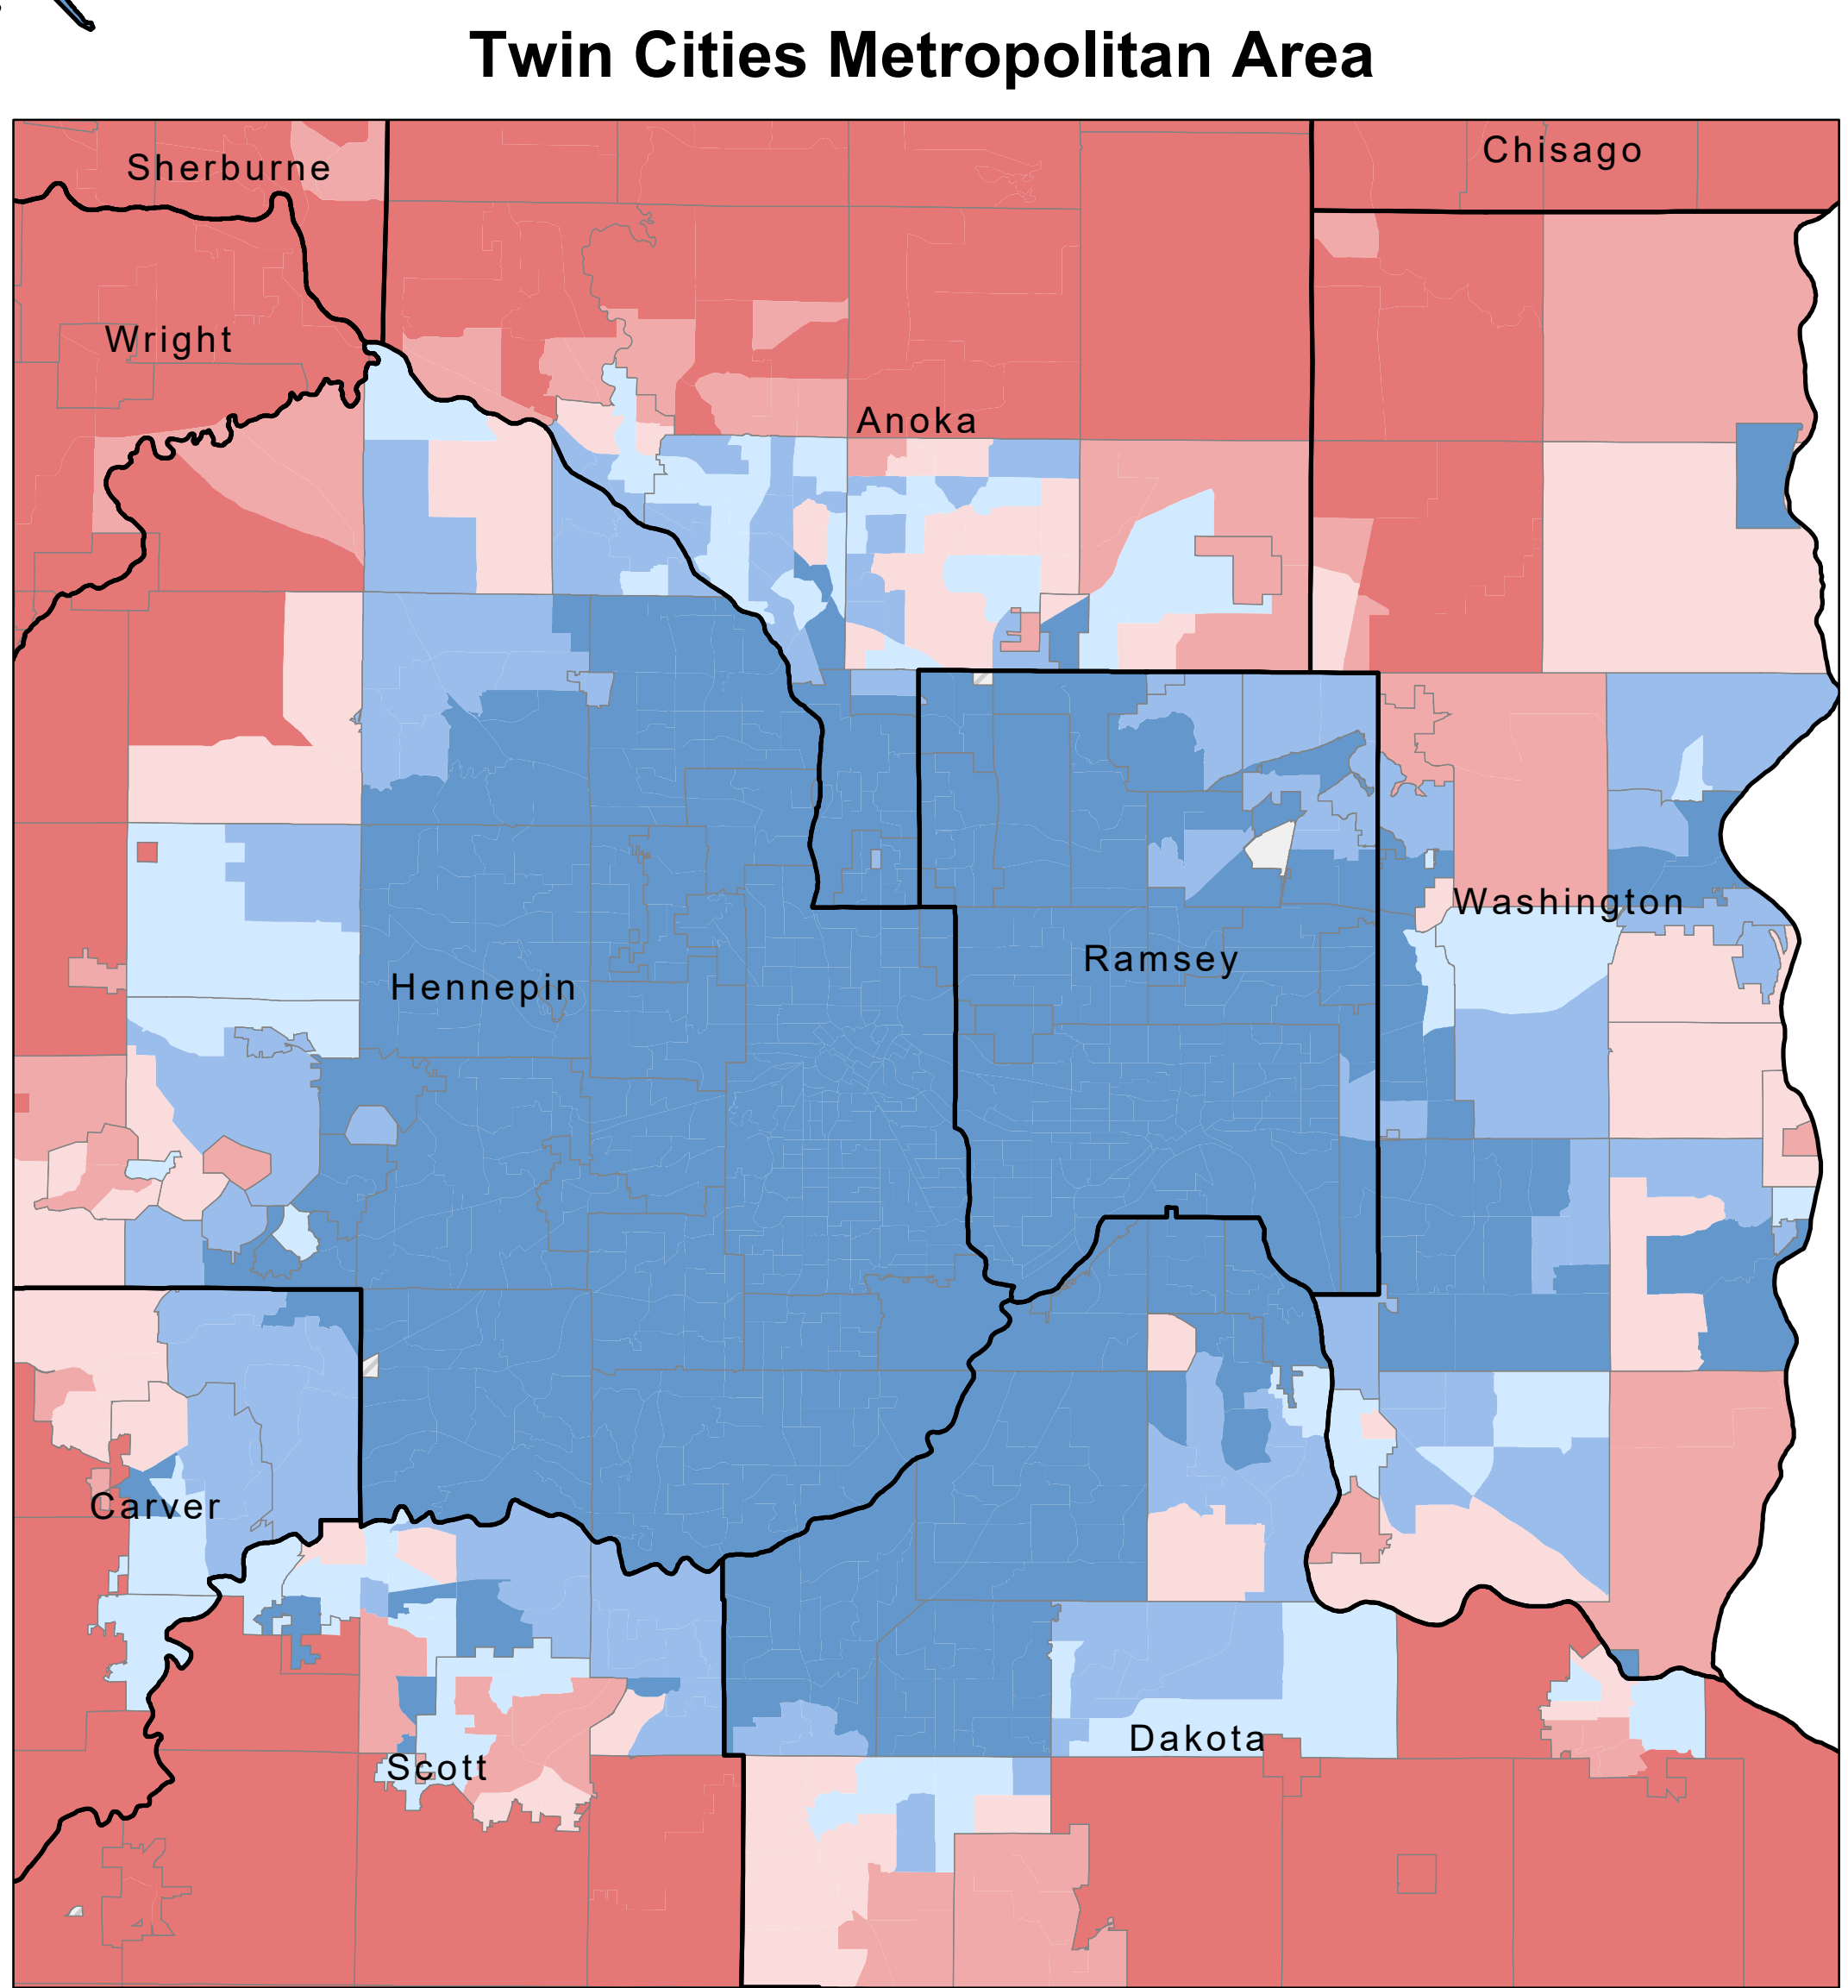 Twin Cities Metropolitan Area
Chisago
Sherburne
Wright
Anoka
Washington
Ramsey
Hennepin
Carver
Dakota
Scott